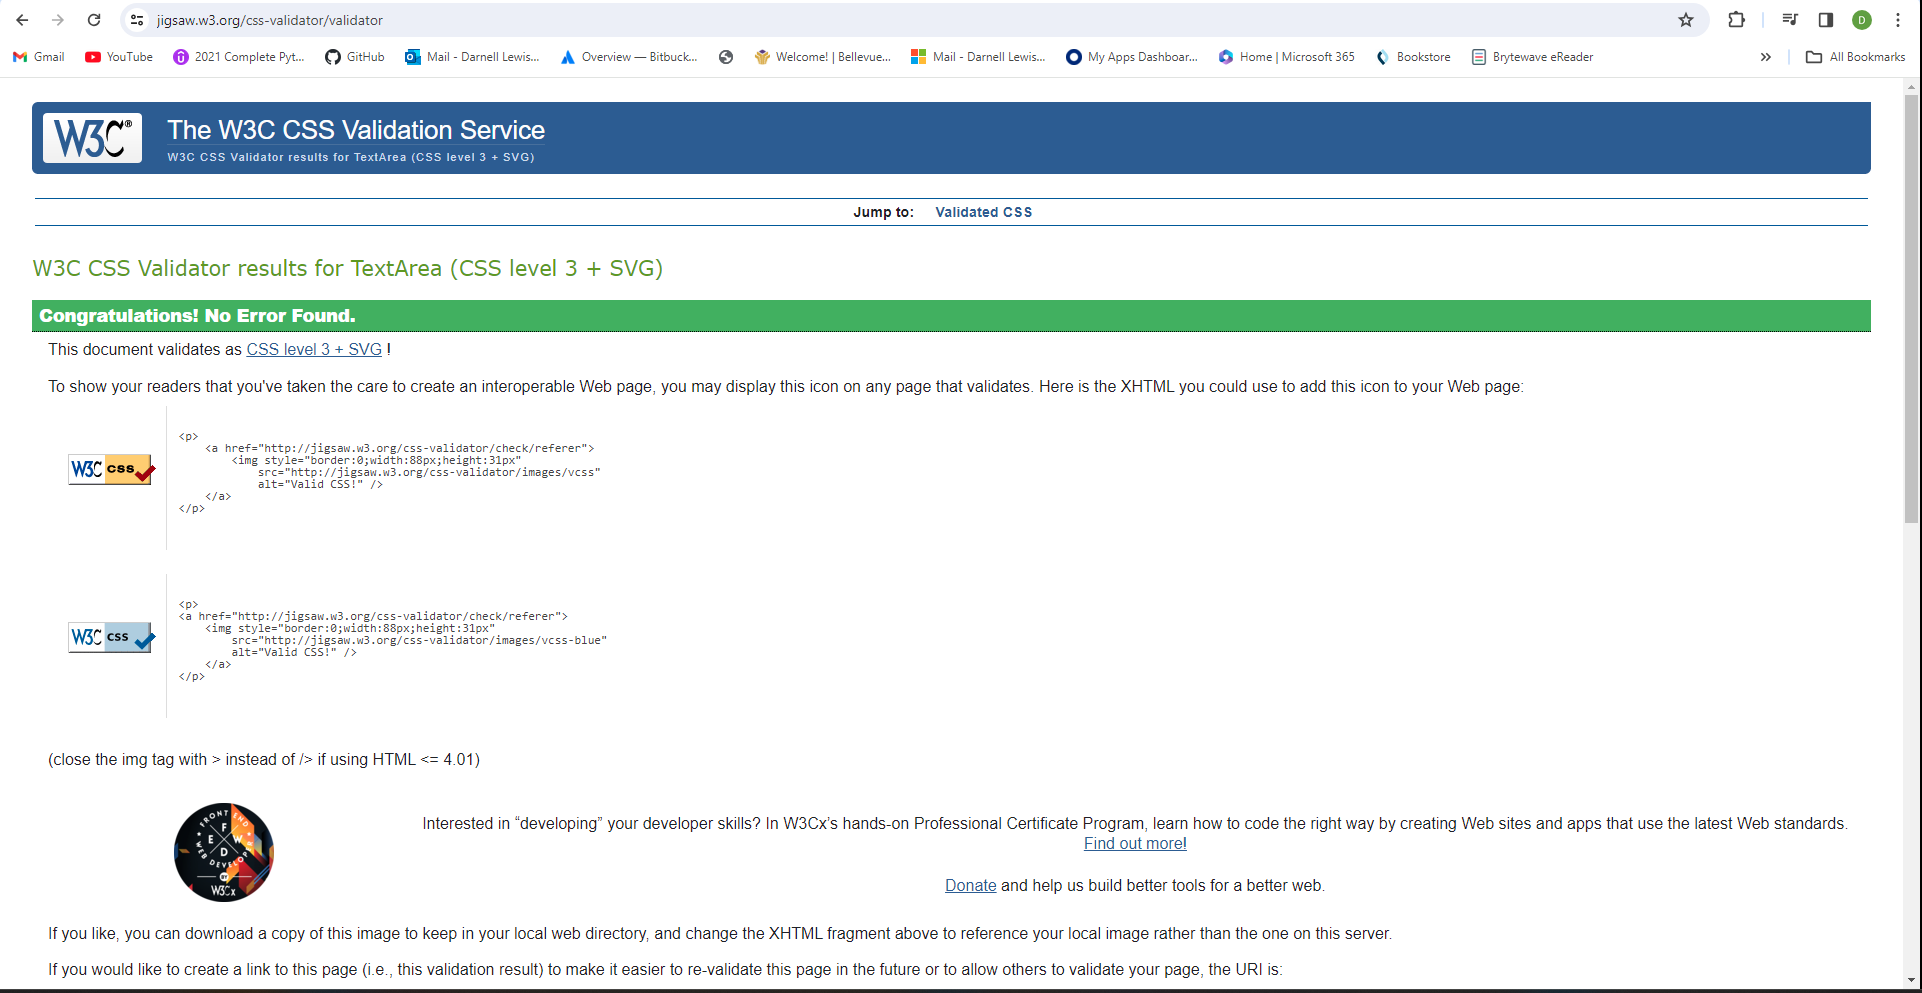 jigsaw.w3.org/css-validator/validator
D
Gmail YouTube 2021 Complete Pyt... GitHub Mail - Darnell Lewis... Overview — Bitbuck... Welcome! | Bellevue... Mail - Darnell Lewis... My Apps Dashboar... Home | Microsoft 365 Bookstore Brytewave eReader » All Bookmarks
W3C® The W3C CSS Validation Service
W3C CSS Validator results for TextArea (CSS level 3 + SVG)
Jump to: Validated CSS
W3C CSS Validator results for TextArea (CSS level 3 + SVG)
Congratulations! No Error Found.
This document validates as CSS level 3 + SVG !
To show your readers that you've taken the care to create an interoperable Web page, you may display this icon on any page that validates. Here is the XHTML you could use to add this icon to your Web page:
W3C css
<p>
<a href="http://jigsaw.w3.org/css-validator/check/referer">
<img style="border:0;width:88px;height:31px"
src="http://jigsaw.w3.org/css-validator/images/vcss"
alt="Valid CSS!" />
</a>
</p>
W3C css
<p>
<a href="http://jigsaw.w3.org/css-validator/check/referer">
<img style="border:0;width:88px;height:31px"
src="http://jigsaw.w3.org/css-validator/images/vcss-blue"
alt="Valid CSS!" />
</a>
</p>
(close the img tag with > instead of /> if using HTML <= 4.01)
FRONT END
F
E W
D
WEB DEVELOPER
BY
W3Cx
Interested in “developing” your developer skills? In W3Cx’s hands-on Professional Certificate Program, learn how to code the right way by creating Web sites and apps that use the latest Web standards.
Find out more!
Donate and help us build better tools for a better web.
If you like, you can download a copy of this image to keep in your local web directory, and change the XHTML fragment above to reference your local image rather than the one on this server.
If you would like to create a link to this page (i.e., this validation result) to make it easier to re-validate this page in the future or to allow others to validate your page, the URI is: